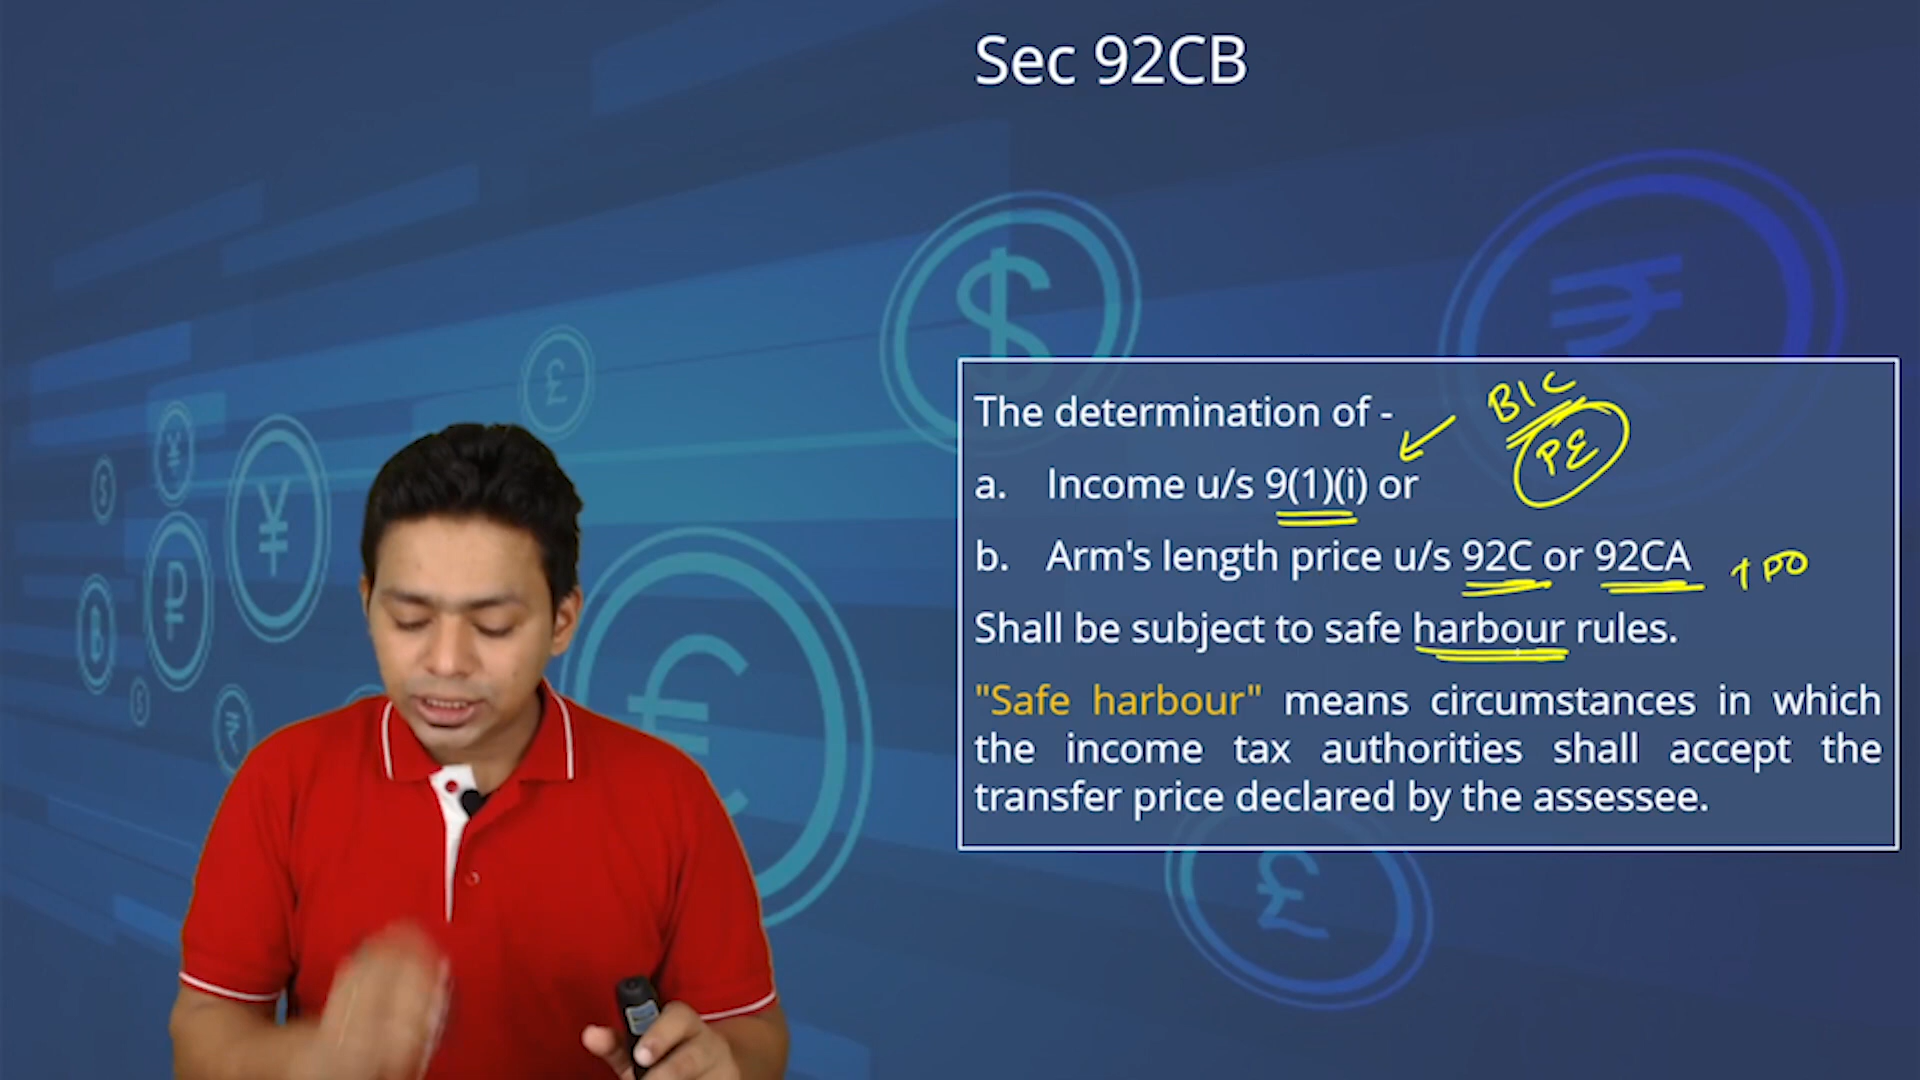 Sec 92CB
The determination of -
BIC
PE
a. Income u/s 9(1)(i) or
b. Arm's length price u/s 92C or 92CA
TPO
Shall be subject to safe harbour rules.
"Safe harbour" means circumstances in which
the income tax authorities shall accept the
transfer price declared by the assessee.